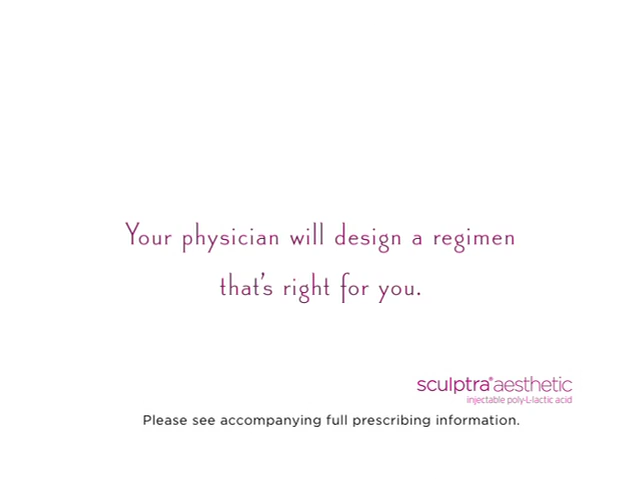 Your physician will design a regimen
that's right for you.
sculptra® aesthetic
injectable poly-L-lactic acid
Please see accompanying full prescribing information.